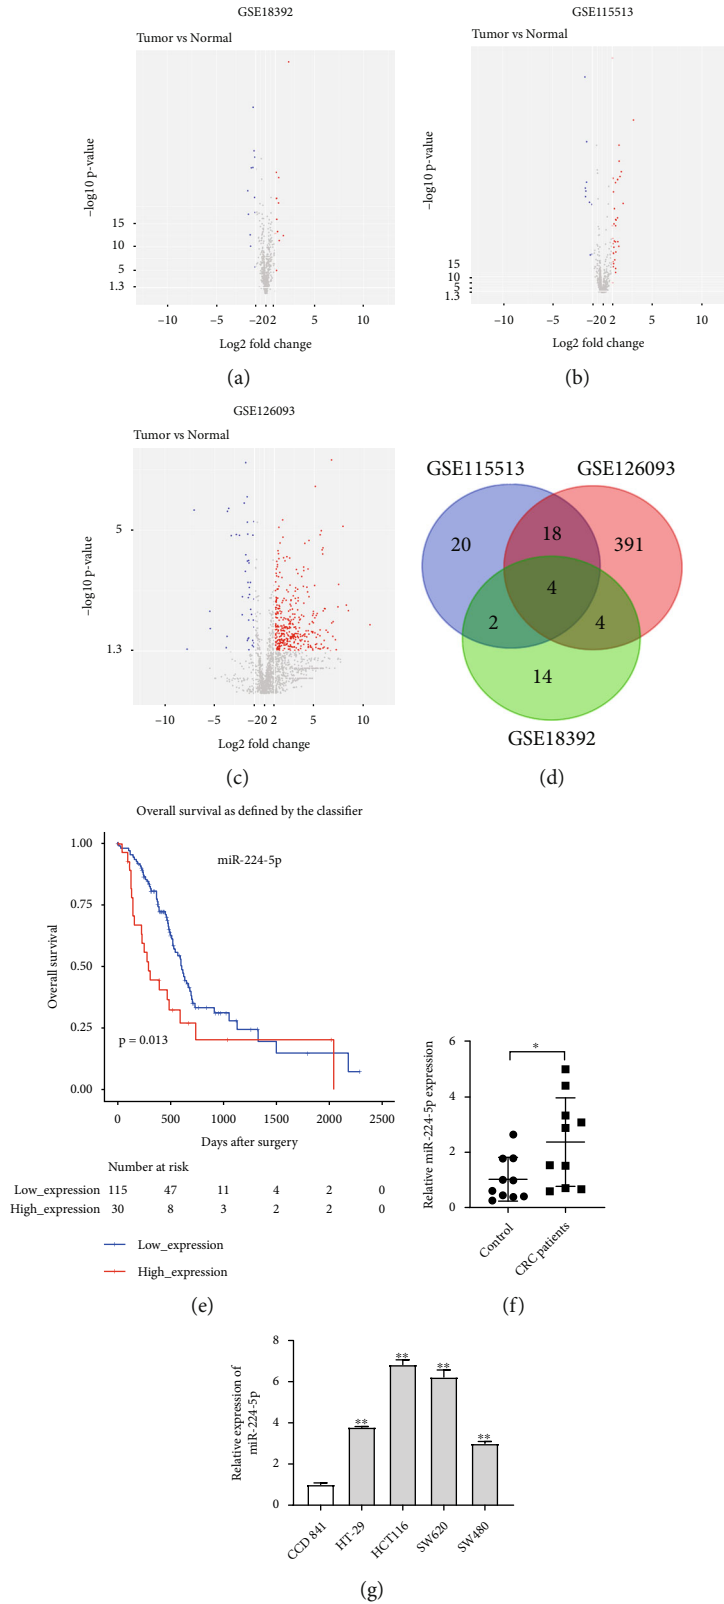 GSE18392
Tumor vs Normal
−log10 p-value
15
10
5
1.3
−10 −5 −2 0 2 5 10
Log2 fold change
(a)
GSE115513
Tumor vs Normal
−log10 p-value
15
10
5
1.3
−10 −5 −2 0 2 5 10
Log2 fold change
(b)
GSE126093
Tumor vs Normal
−log10 p-value
5
1.3
−10 −5 −2 0 2 5 10
Log2 fold change
(c)
GSE115513 GSE126093
20 18 391
4
2 4
14
GSE18392
(d)
Overall survival as defined by the classifier
miR-224-5p
Overall survival
1.00
0.75
0.50
0.25
0.00
p = 0.013
0 500 1000 1500 2000 2500
Days after surgery
Number at risk
Low_expression 115 47 11 4 2 0
High_expression 30 8 3 2 2 0
Low_expression
High_expression
(e)
Relative miR-224-5p expression
6
4
2
0
*
Control
CRC patients
(f)
Relative expression of
miR-224-5p
8
6
4
2
0
** ** ** **
CCD 841
HT-29
HCT116
SW620
SW480
(g)